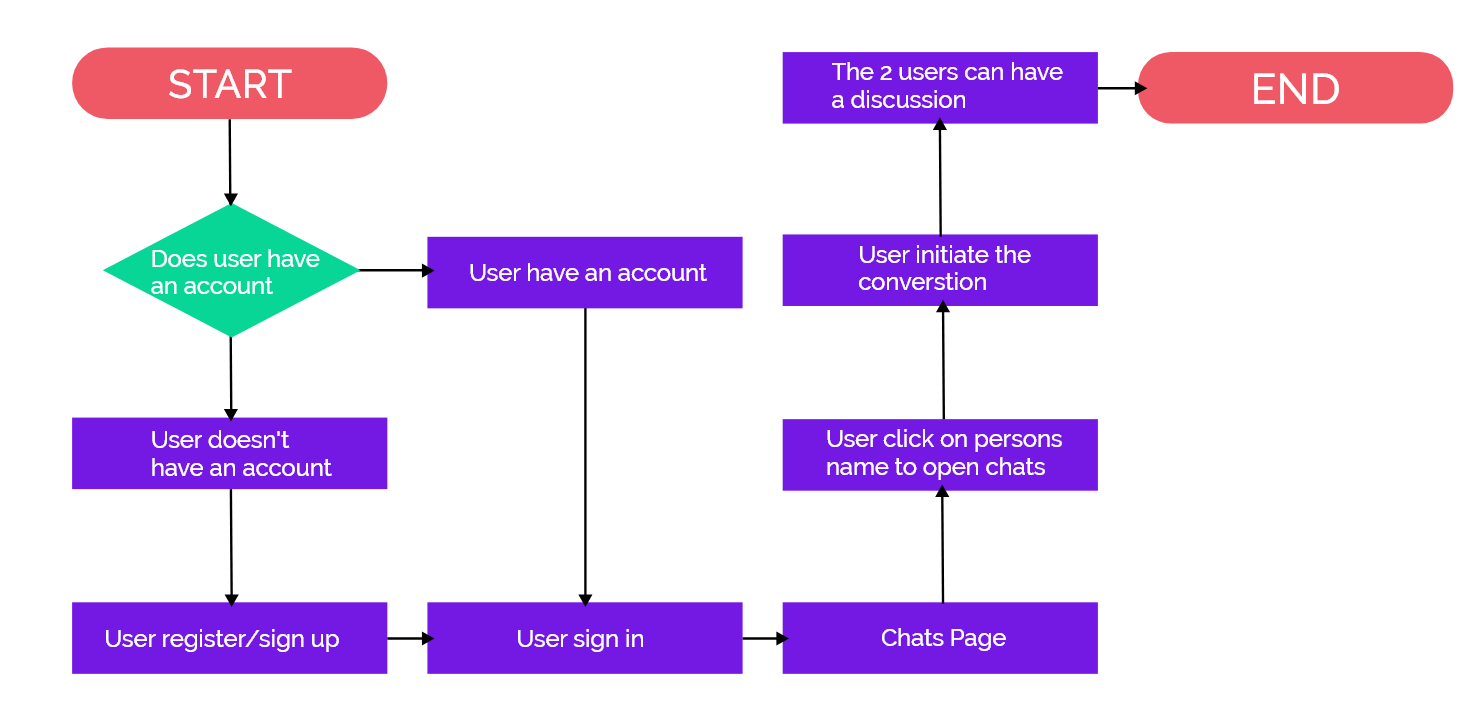 START
Does user have
an account
User have an account
User doesn't
have an account
User register/sign up
User sign in
Chats Page
User click on persons
name to open chats
User initiate the
converstion
The 2 users can have
a discussion
END